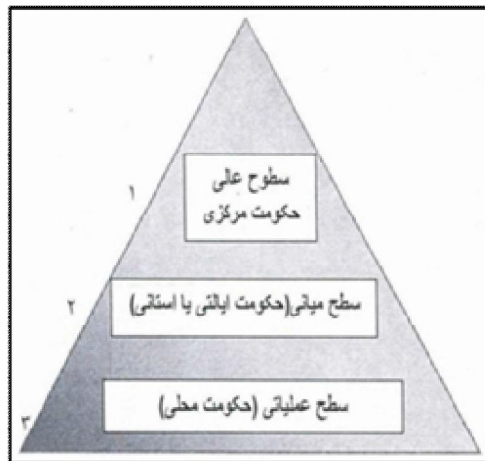 سطوح عالی
حکومت مرکزی
۱
سطح میانی(حکومت ایالتی یا استانی)
۲
سطح عملیاتی (حکومت محلی)
۳